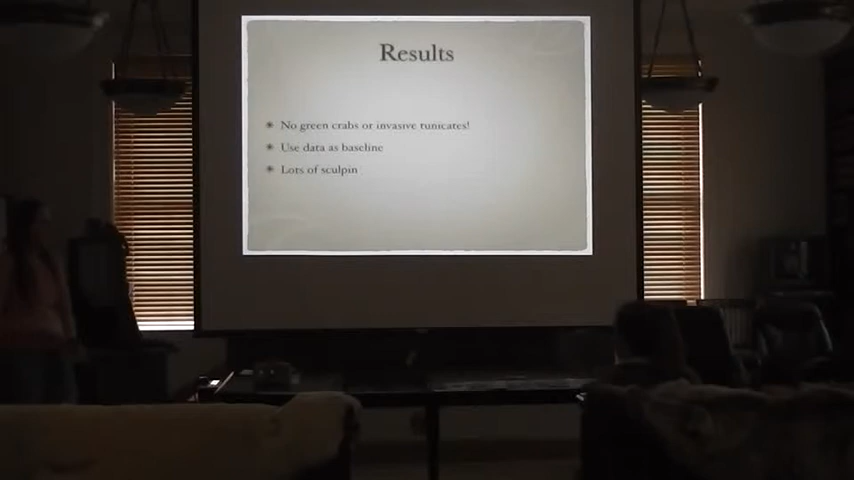 Results
No green crabs or invasive tunicates!
Use data as baseline
Lots of sculpin